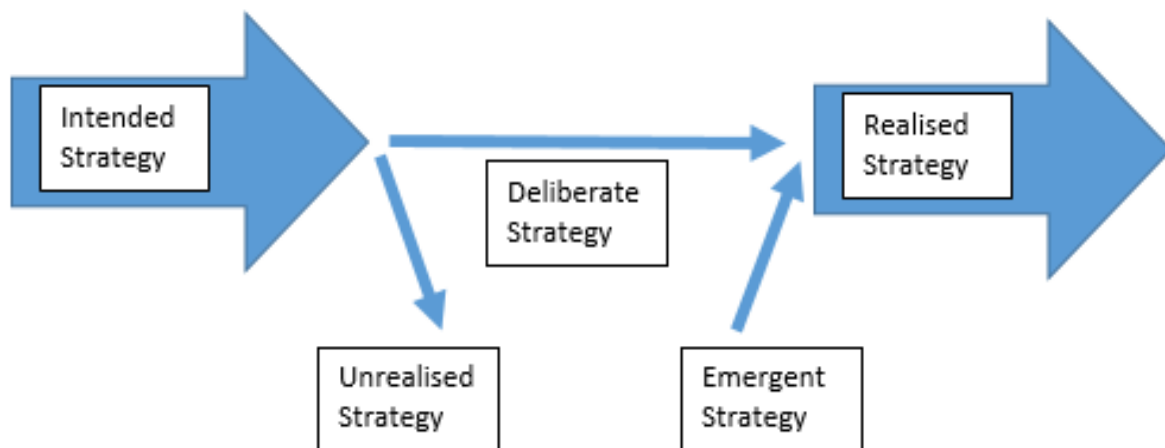 Intended
Strategy
Realised
Strategy
Deliberate
Strategy
Unrealised
Strategy
Emergent
Strategy